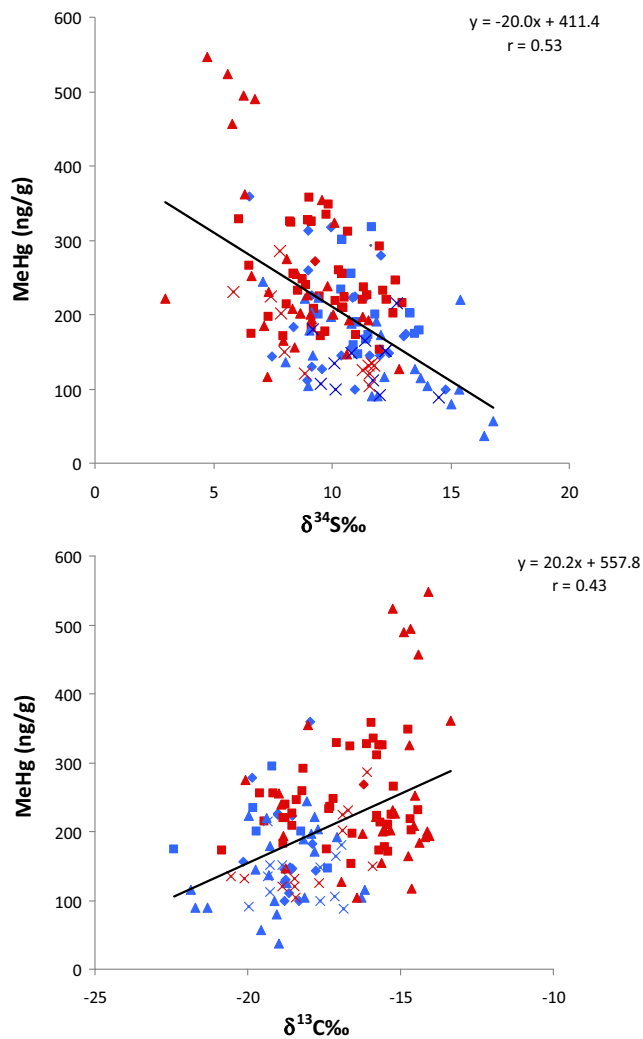 y = -20.0x + 411.4
r = 0.53
600
500
400
300
200
100
0
MeHg (ng/g)
0 5 10 15 20
δ³⁴S‰
y = 20.2x + 557.8
r = 0.43
600
500
400
300
200
100
0
MeHg (ng/g)
-25 -20 -15 -10
δ¹³C‰